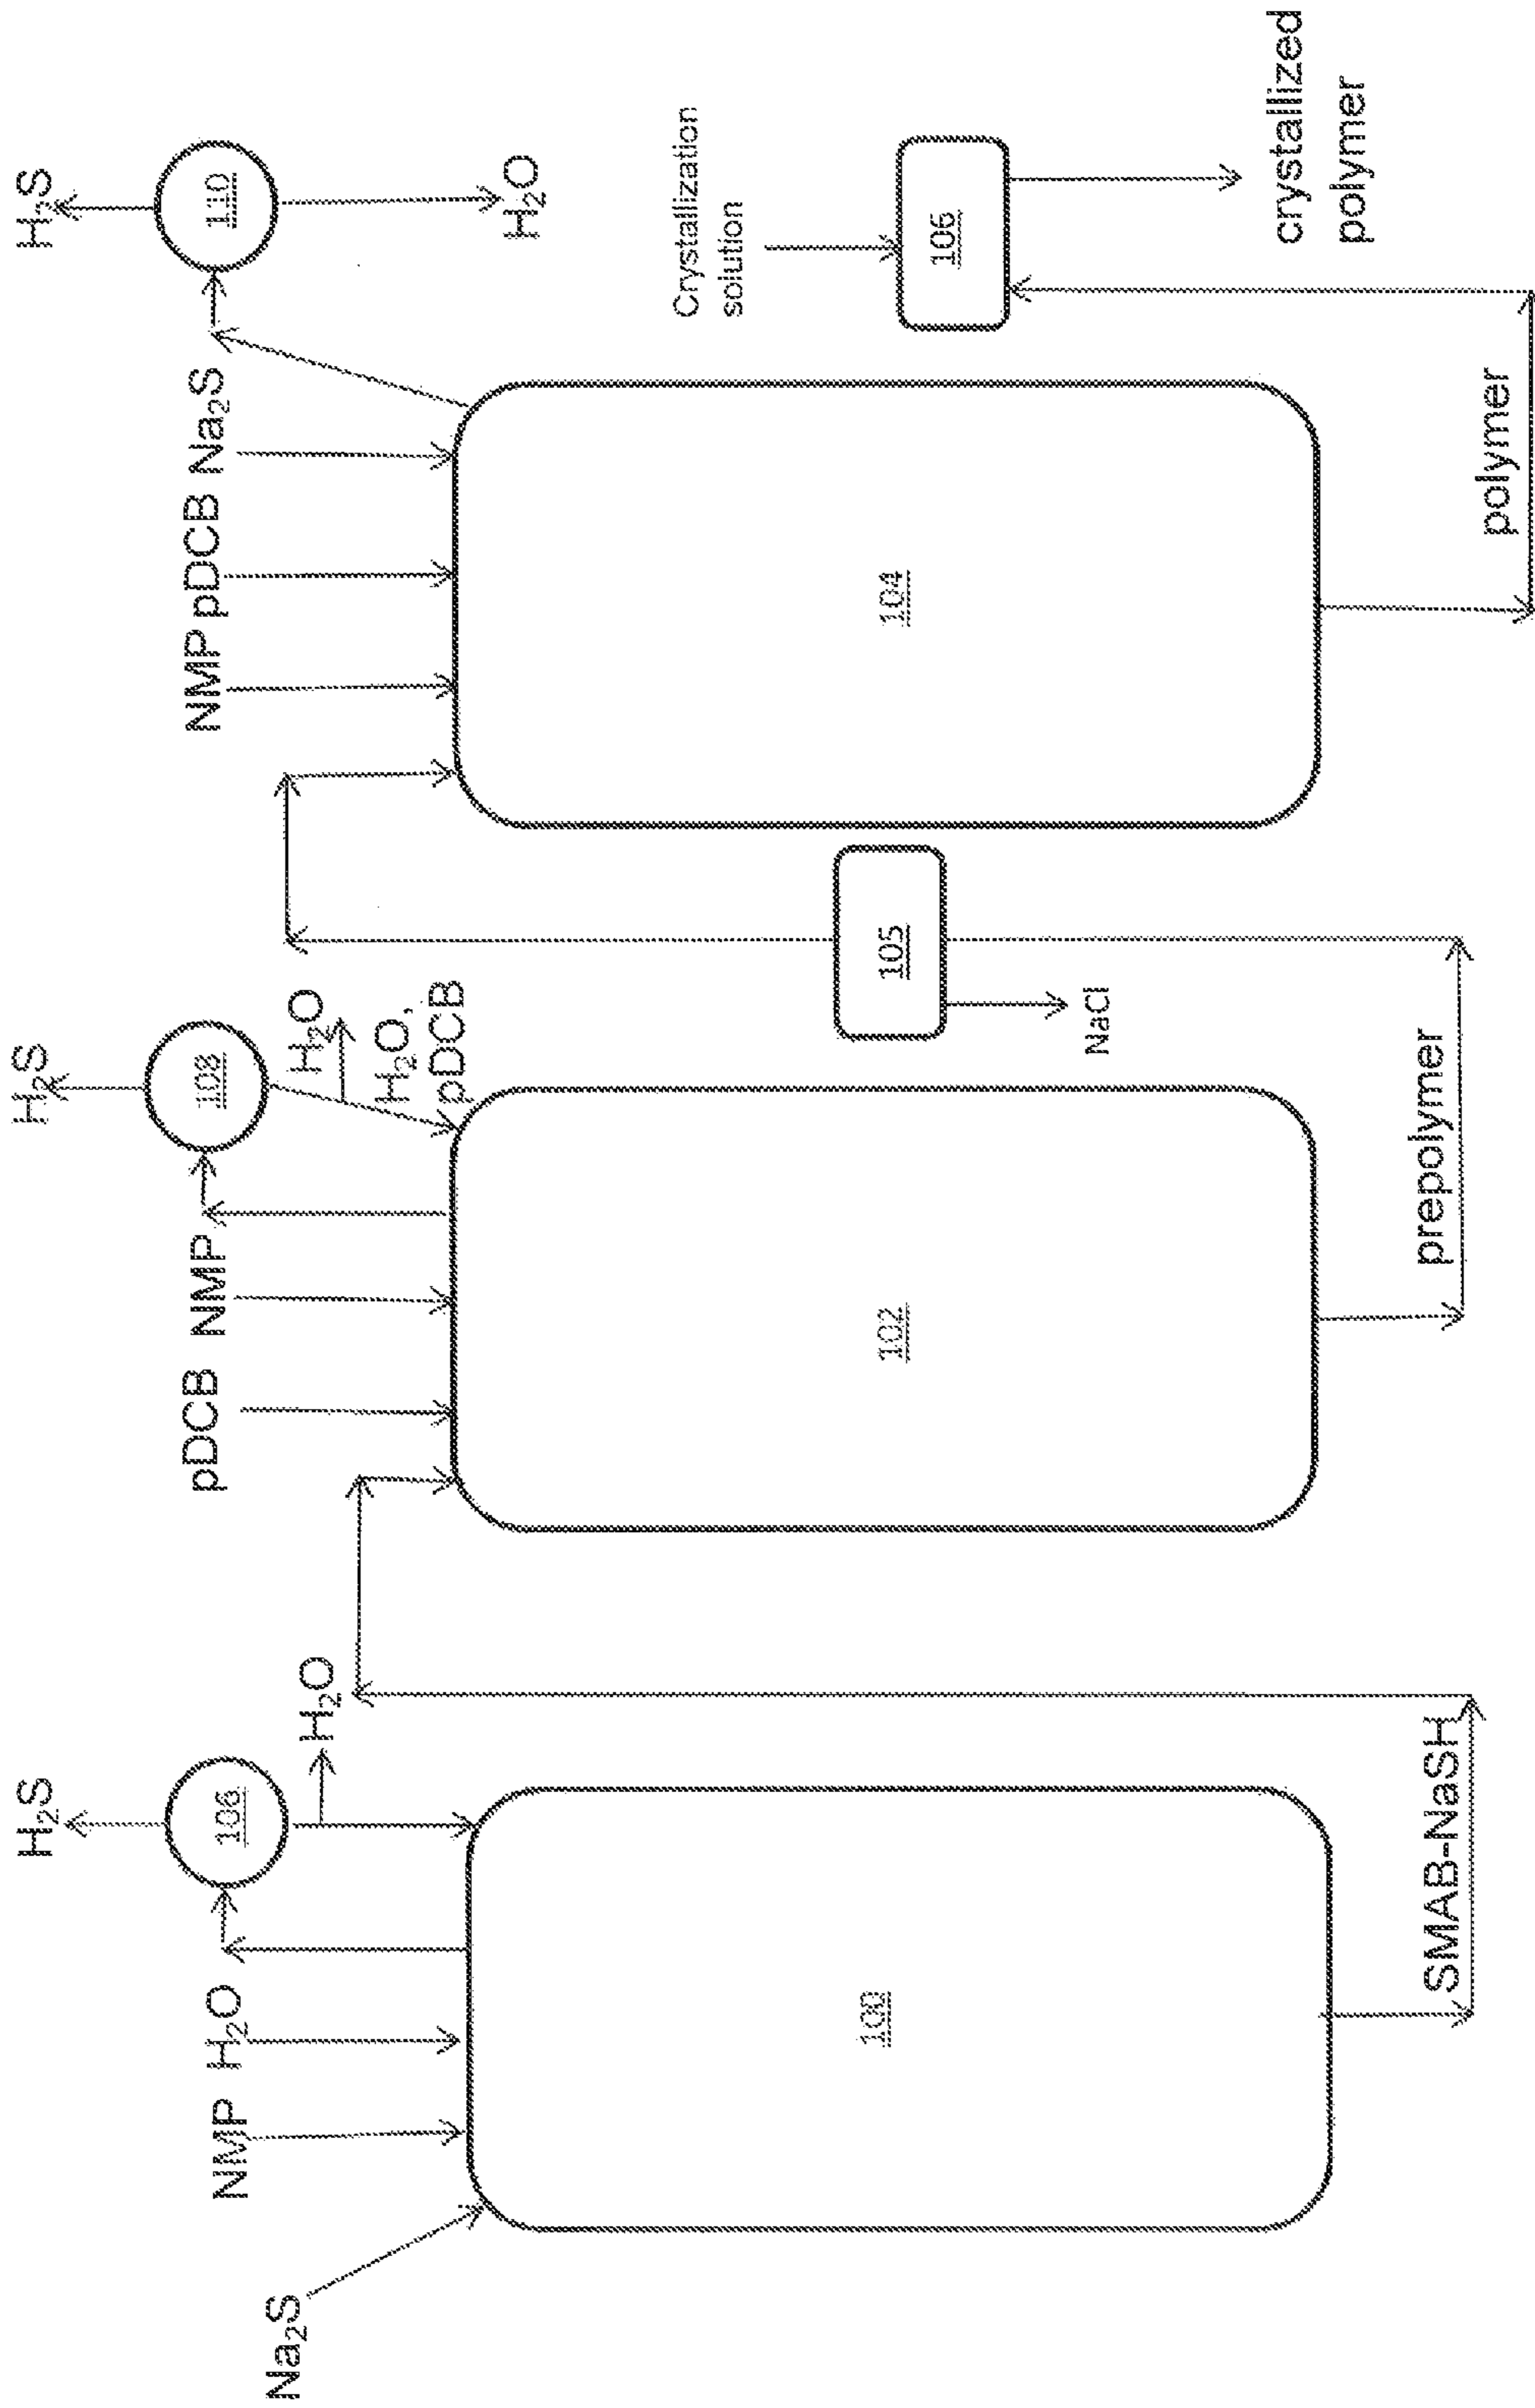 H₂S
H₂S
H₂S
106
108
110
Na₂S
NMP
H₂O
H₂O
pDCB
NMP
H₂O
H₂O,
pDCB
NMP
pDCB
Na₂S
H₂O
Crystallization
solution
100
102
105
104
106
NaCl
crystallized
polymer
SMAB-NaSH
prepolymer
polymer